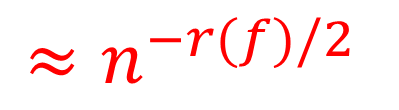 ≈ n^{-r(f)/2}